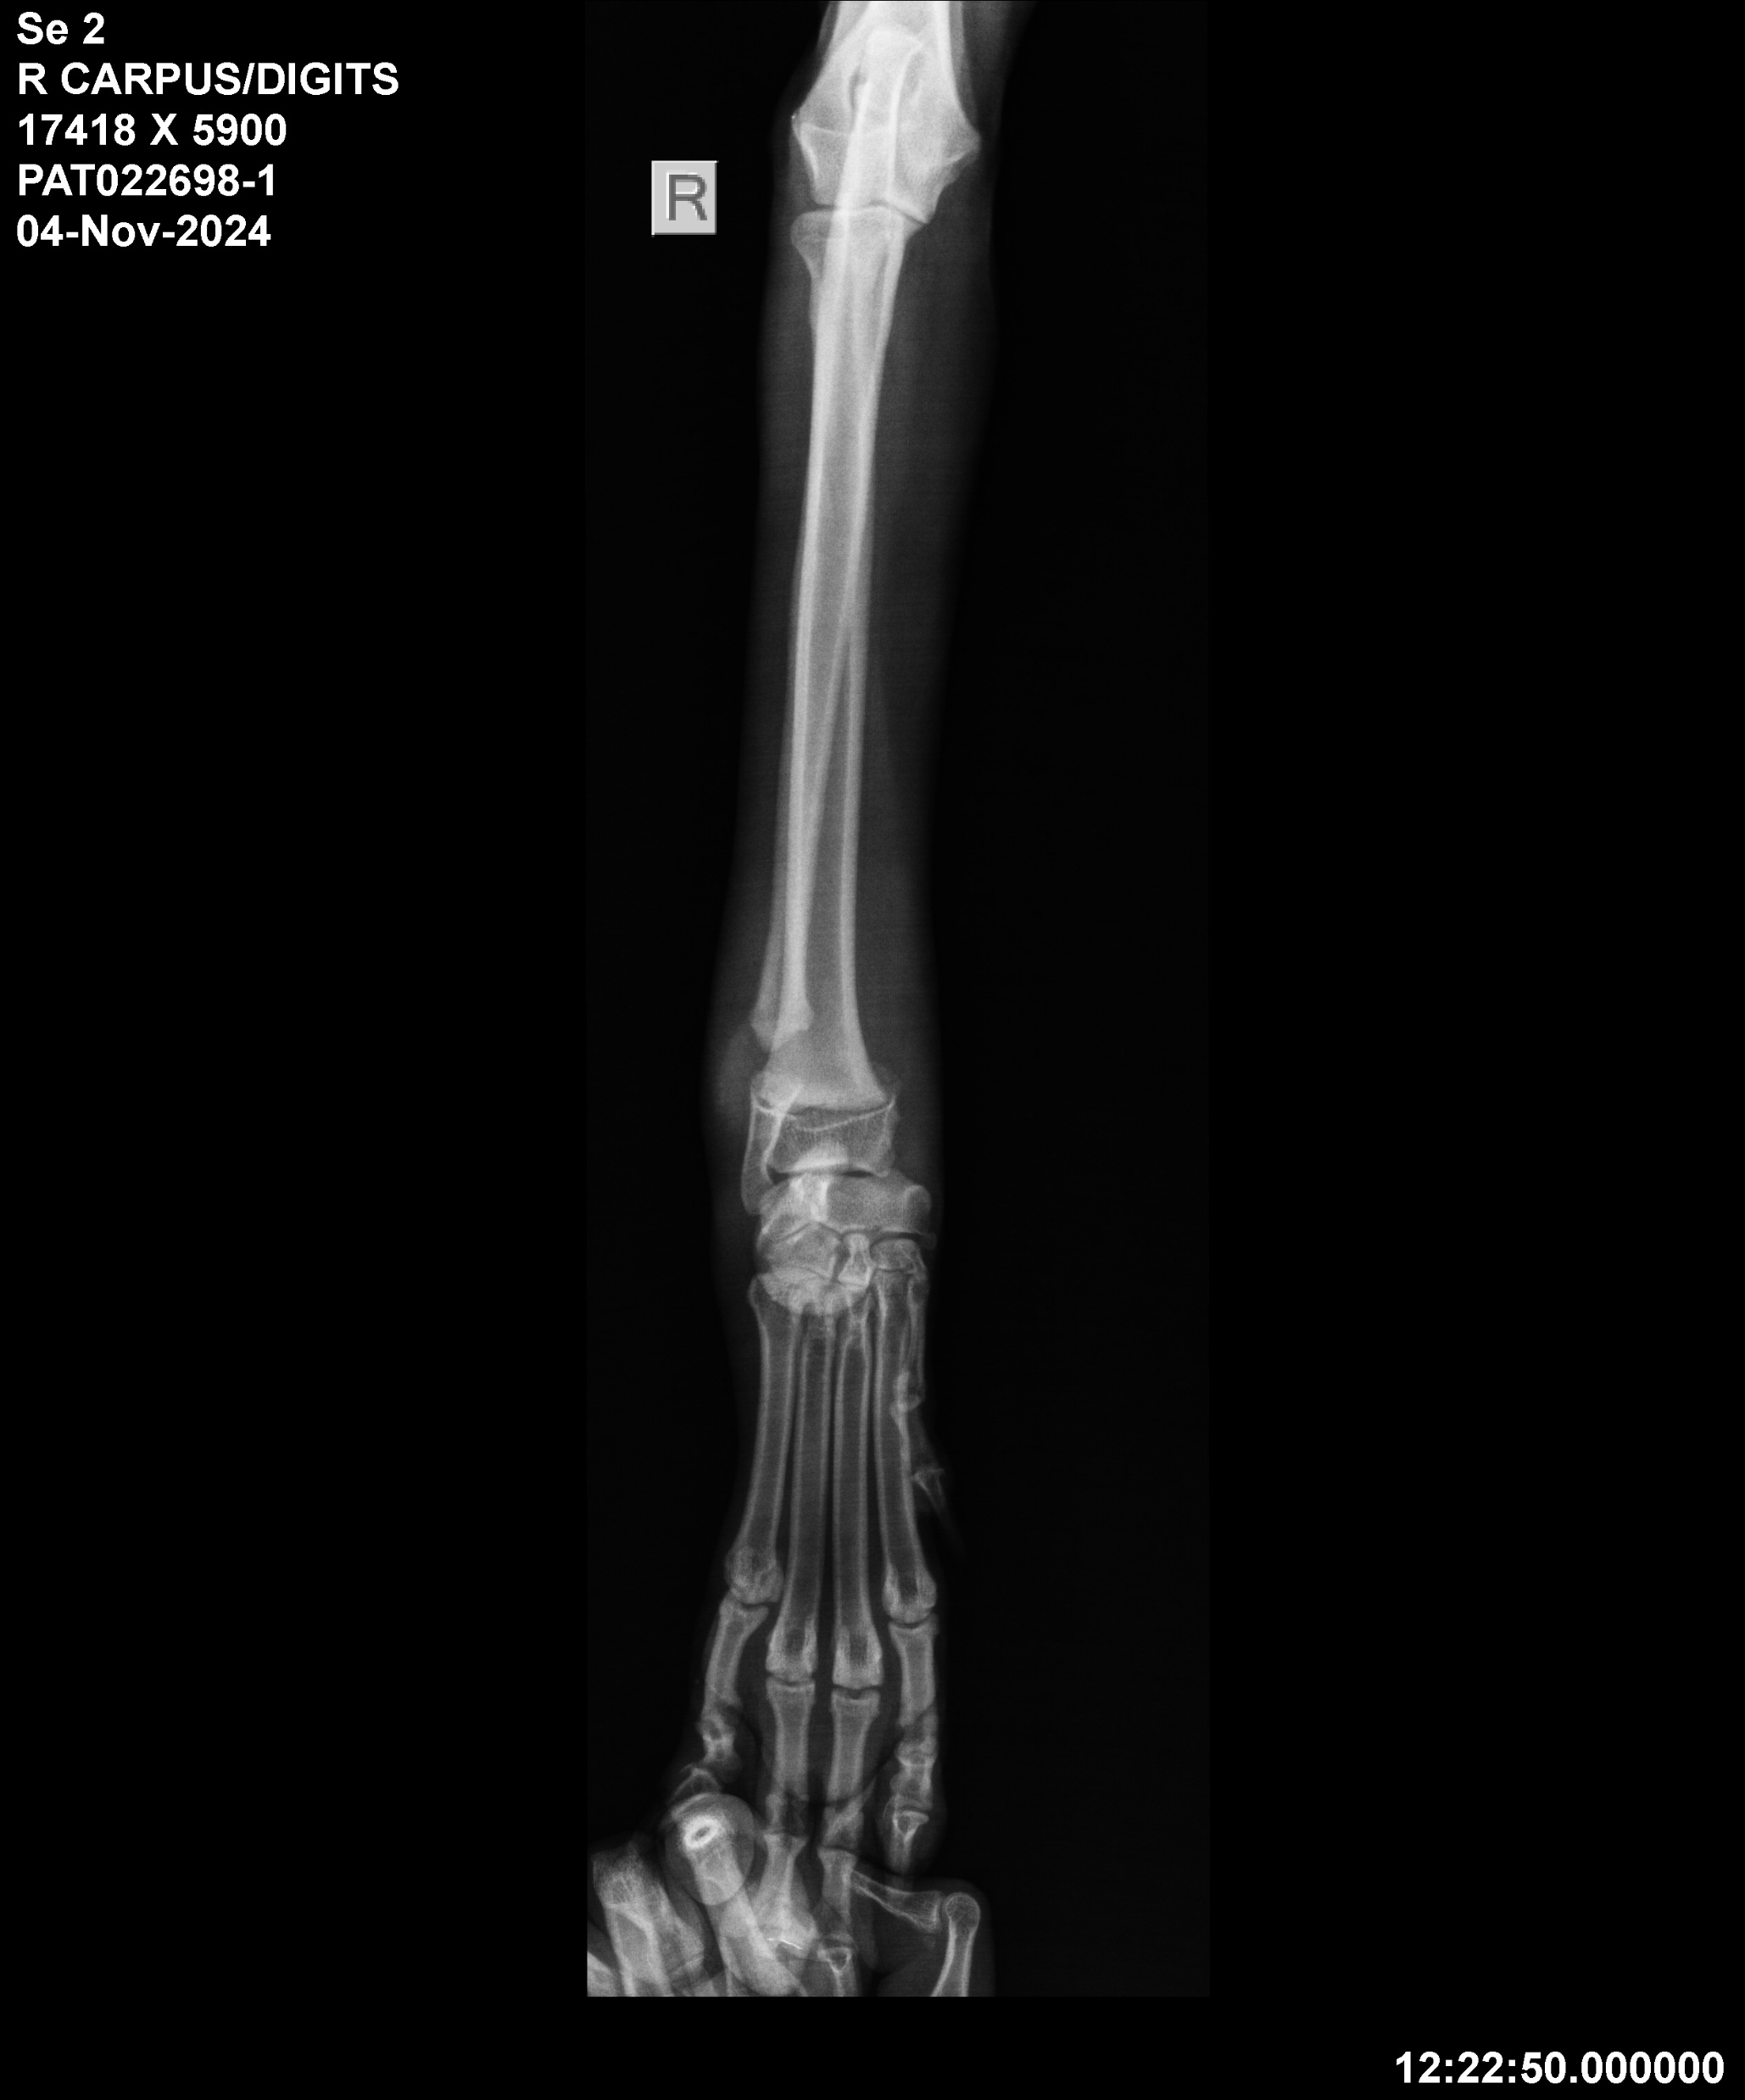 Se 2
R CARPUS/DIGITS
17418 X 5900
PAT022698-1
04-Nov-2024
R
12:22:50.000000